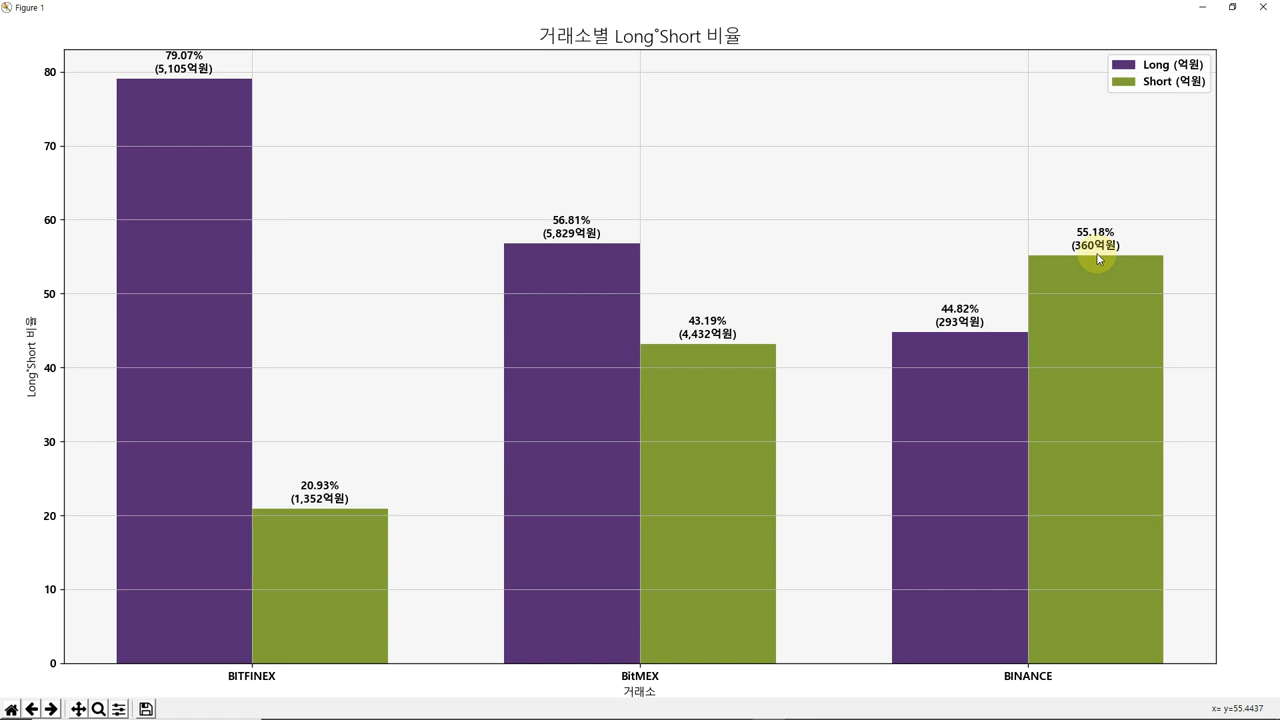 Figure 1
거래소별 Long˚Short 비율
79.07%
(5,105억원)
Long (억원)
Short (억원)
80
70
60
50
40
30
20
10
0
Long˚Short 비율
56.81%
(5,829억원)
55.18%
(360억원)
44.82%
(293억원)
43.19%
(4,432억원)
20.93%
(1,352억원)
BITFINEX
BitMEX
BINANCE
거래소
x= y=55.4437